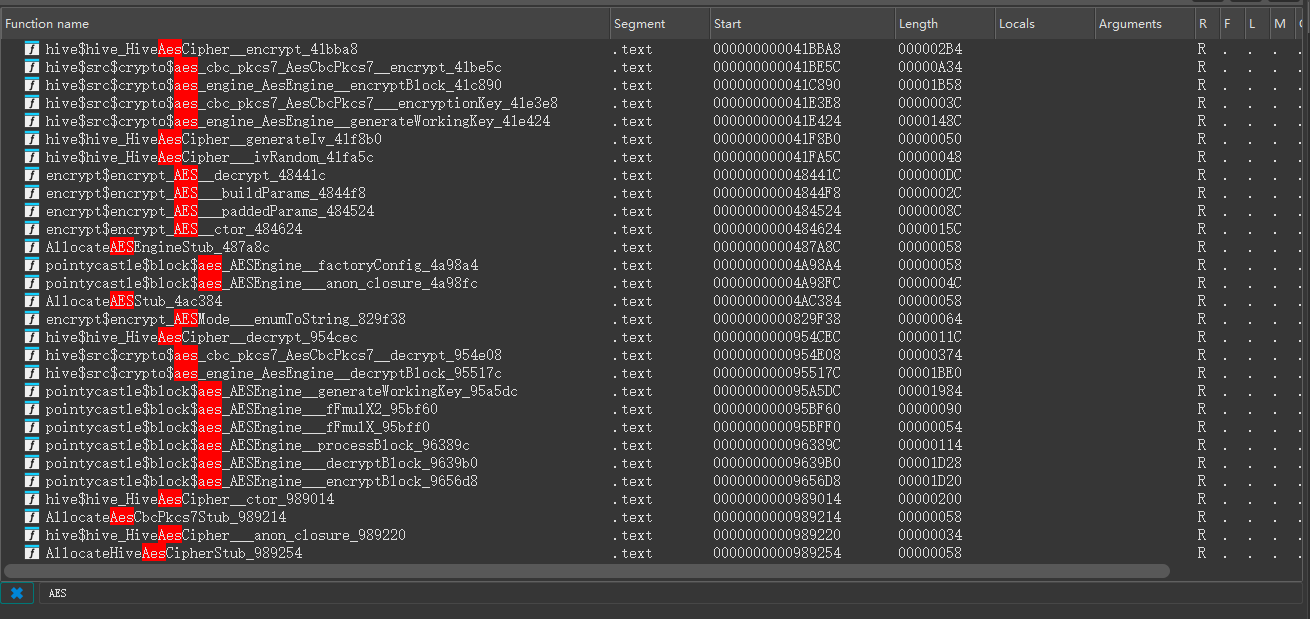 Function name Segment Start Length Locals Arguments R F L M
hive$hive_HiveAesCipher__encrypt_41bba8 .text 000000000041BBA8 000002B4 R . . . .
hive$src$crypto$aes_cbc_pkcs7_AesCbcPkcs7__encrypt_41be5c .text 000000000041BE5C 00000A34 R . . . .
hive$src$crypto$aes_engine_AesEngine__encryptBlock_41c890 .text 000000000041C890 00001B58 R . . . .
hive$src$crypto$aes_cbc_pkcs7_AesCbcPkcs7___encryptionKey_41e3e8 .text 000000000041E3E8 0000003C R . . . .
hive$src$crypto$aes_engine_AesEngine__generateWorkingKey_41e424 .text 000000000041E424 0000148C R . . . .
hive$hive_HiveAesCipher__generateIv_41f8b0 .text 000000000041F8B0 00000050 R . . . .
hive$hive_HiveAesCipher___ivRandom_41fa5c .text 000000000041FA5C 00000048 R . . . .
encrypt$encrypt_AES__decrypt_48441c .text 000000000048441C 000000DC R . . . .
encrypt$encrypt_AES___buildParams_4844f8 .text 00000000004844F8 0000002C R . . . .
encrypt$encrypt_AES___paddedParams_484524 .text 0000000000484524 0000008C R . . . .
encrypt$encrypt_AES__ctor_484624 .text 0000000000484624 0000015C R . . . .
AllocateAESEngineStub_487a8c .text 0000000000487A8C 00000058 R . . . .
pointycastle$block$aes_AESEngine__factoryConfig_4a98a4 .text 00000000004A98A4 00000058 R . . . .
pointycastle$block$aes_AESEngine__anon_closure_4a98fc .text 00000000004A98FC 0000004C R . . . .
AllocateAESStub_4ac384 .text 00000000004AC384 00000058 R . . . .
encrypt$encrypt_AESMode___enumToString_829f38 .text 0000000000829F38 00000064 R . . . .
hive$hive_HiveAesCipher__decrypt_954cec .text 0000000000954CEC 0000011C R . . . .
hive$src$crypto$aes_cbc_pkcs7_AesCbcPkcs7__decrypt_954e08 .text 0000000000954E08 00000374 R . . . .
hive$src$crypto$aes_engine_AesEngine__decryptBlock_95517c .text 000000000095517C 00001BE0 R . . . .
pointycastle$block$aes_AESEngine__generateWorkingKey_95a5dc .text 000000000095A5DC 00001984 R . . . .
pointycastle$block$aes_AESEngine___fFmulX2_95bf60 .text 000000000095BF60 00000090 R . . . .
pointycastle$block$aes_AESEngine___fFmulX_95bff0 .text 000000000095BFF0 00000054 R . . . .
pointycastle$block$aes_AESEngine__processBlock_96389c .text 000000000096389C 00000114 R . . . .
pointycastle$block$aes_AESEngine___decryptBlock_9639b0 .text 00000000009639B0 00001D28 R . . . .
pointycastle$block$aes_AESEngine___encryptBlock_9656d8 .text 00000000009656D8 00001D20 R . . . .
hive$hive_HiveAesCipher__ctor_989014 .text 0000000000989014 00000200 R . . . .
AllocateAesCbcPkcs7Stub_989214 .text 0000000000989214 00000058 R . . . .
hive$hive_HiveAesCipher___anon_closure_989220 .text 0000000000989220 00000034 R . . . .
AllocateHiveAesCipherStub_989254 .text 0000000000989254 00000058 R . . . .
AES